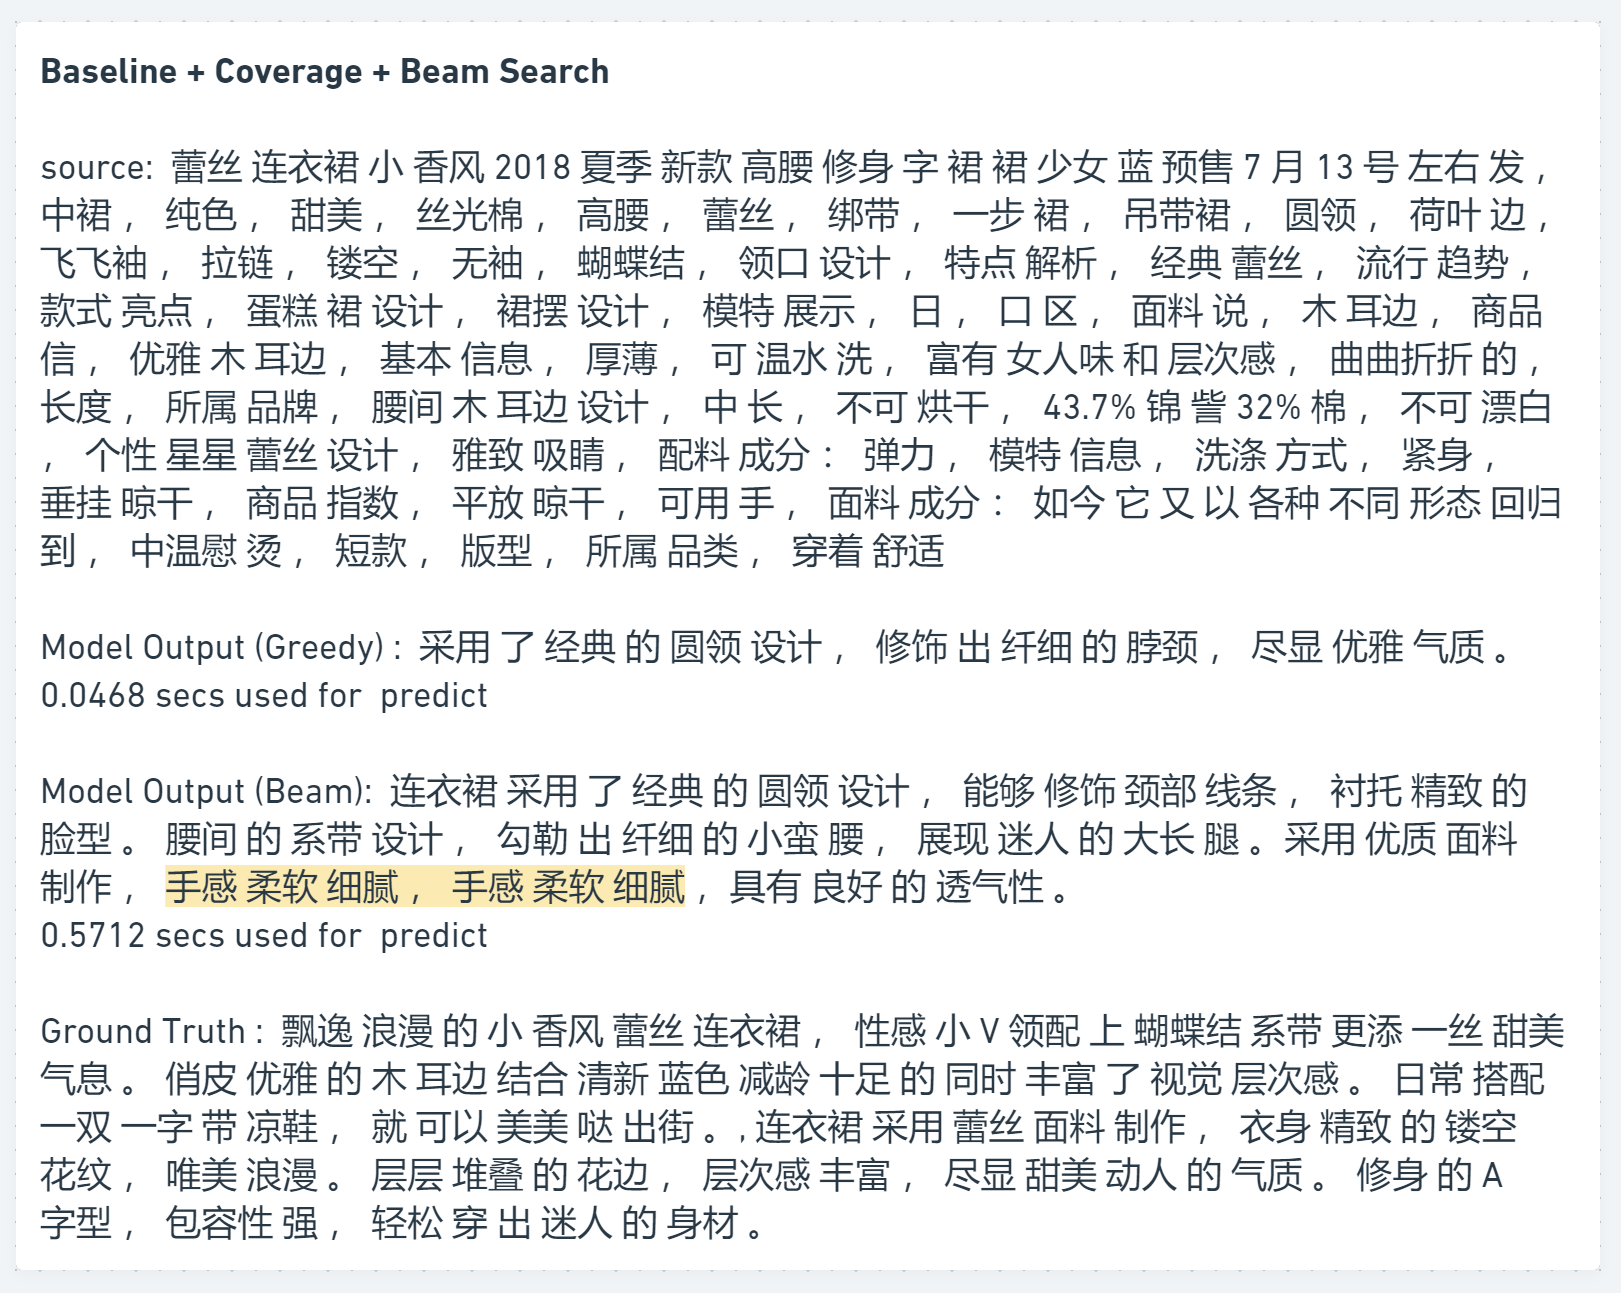 Baseline + Coverage + Beam Search
source: 蕾丝 连衣裙 小 香风 2018 夏季 新款 高腰 修身 字 裙 裙 少女 蓝 预售 7 月 13 号 左右 发 ，
中裙 ， 纯色 ， 甜美 ， 丝光棉 ， 高腰 ， 蕾丝 ， 绑带 ， 一步 裙 ， 吊带裙 ， 圆领 ， 荷叶 边 ，
飞飞袖 ， 拉链 ， 镂空 ， 无袖 ， 蝴蝶结 ， 领口 设计 ， 特点 解析 ， 经典 蕾丝 ， 流行 趋势 ，
款式 亮点 ， 蛋糕 裙 设计 ， 裙摆 设计 ， 模特 展示 ， 日 ， 口 区 ， 面料 说 ， 木 耳边 ， 商品
信 ， 优雅 木 耳边 ， 基本 信息 ， 厚薄 ， 可 温水 洗 ， 富有 女人味 和 层次感 ， 曲曲折折 的 ，
长度 ， 所属 品牌 ， 腰间 木 耳边 设计 ， 中 长 ， 不可 烘干 ， 43.7% 锦 訾 32% 棉 ， 不可 漂白
， 个性 星星 蕾丝 设计 ， 雅致 吸睛 ， 配料 成分 ： 弹力 ， 模特 信息 ， 洗涤 方式 ， 紧身 ，
垂挂 晾干 ， 商品 指数 ， 平放 晾干 ， 可用 手 ， 面料 成分 ： 如今 它 又 以 各种 不同 形态 回归
到 ， 中温慰 烫 ， 短款 ， 版型 ， 所属 品类 ， 穿着 舒适
Model Output (Greedy) : 采用 了 经典 的 圆领 设计 ， 修饰 出 纤细 的 脖颈 ， 尽显 优雅 气质 。
0.0468 secs used for predict
Model Output (Beam): 连衣裙 采用 了 经典 的 圆领 设计 ， 能够 修饰 颈部 线条 ， 衬托 精致 的
脸型 。 腰间 的 系带 设计 ， 勾勒 出 纤细 的 小蛮 腰 ， 展现 迷人 的 大长 腿 。采用 优质 面料
制作 ， 手感 柔软 细腻 ， 手感 柔软 细腻 ，具有 良好 的 透气性 。
0.5712 secs used for predict
Ground Truth : 飘逸 浪漫 的 小 香风 蕾丝 连衣裙 ， 性感 小 V 领配 上 蝴蝶结 系带 更添 一丝 甜美
气息 。 俏皮 优雅 的 木 耳边 结合 清新 蓝色 减龄 十足 的 同时 丰富 了 视觉 层次感 。 日常 搭配
一双 一字 带 凉鞋 ， 就 可以 美美 哒 出街 。, 连衣裙 采用 蕾丝 面料 制作 ， 衣身 精致 的 镂空
花纹 ， 唯美 浪漫 。 层层 堆叠 的 花边 ， 层次感 丰富 ， 尽显 甜美 动人 的 气质 。 修身 的 A
字型 ， 包容性 强 ， 轻松 穿 出 迷人 的 身材 。